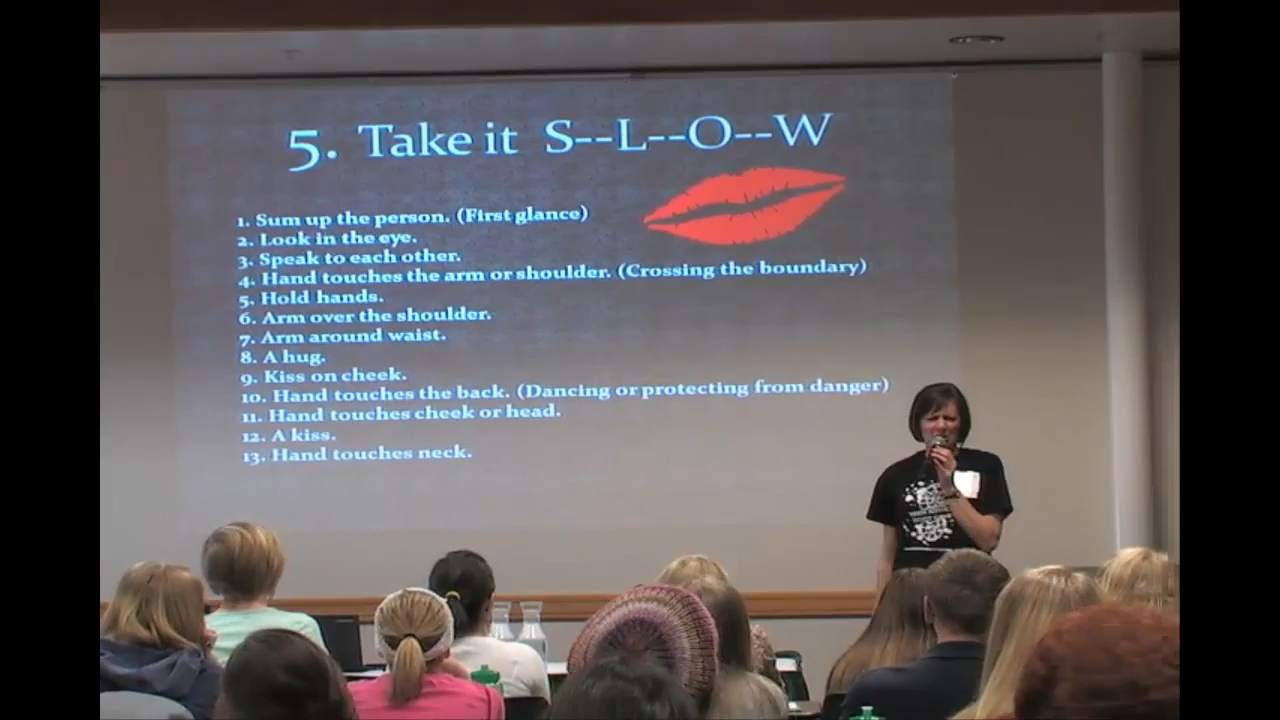 5. Take it S--L--O--W
1. Sum up the person. (First glance)
2. Look in the eye.
3. Speak to each other.
4. Hand touches the arm or shoulder. (Crossing the boundary)
5. Hold hands.
6. Arm over the shoulder.
7. Arm around waist.
8. A hug.
9. Kiss on cheek.
10. Hand touches the back. (Dancing or protecting from danger)
11. Hand touches cheek or head.
12. A kiss.
13. Hand touches neck.